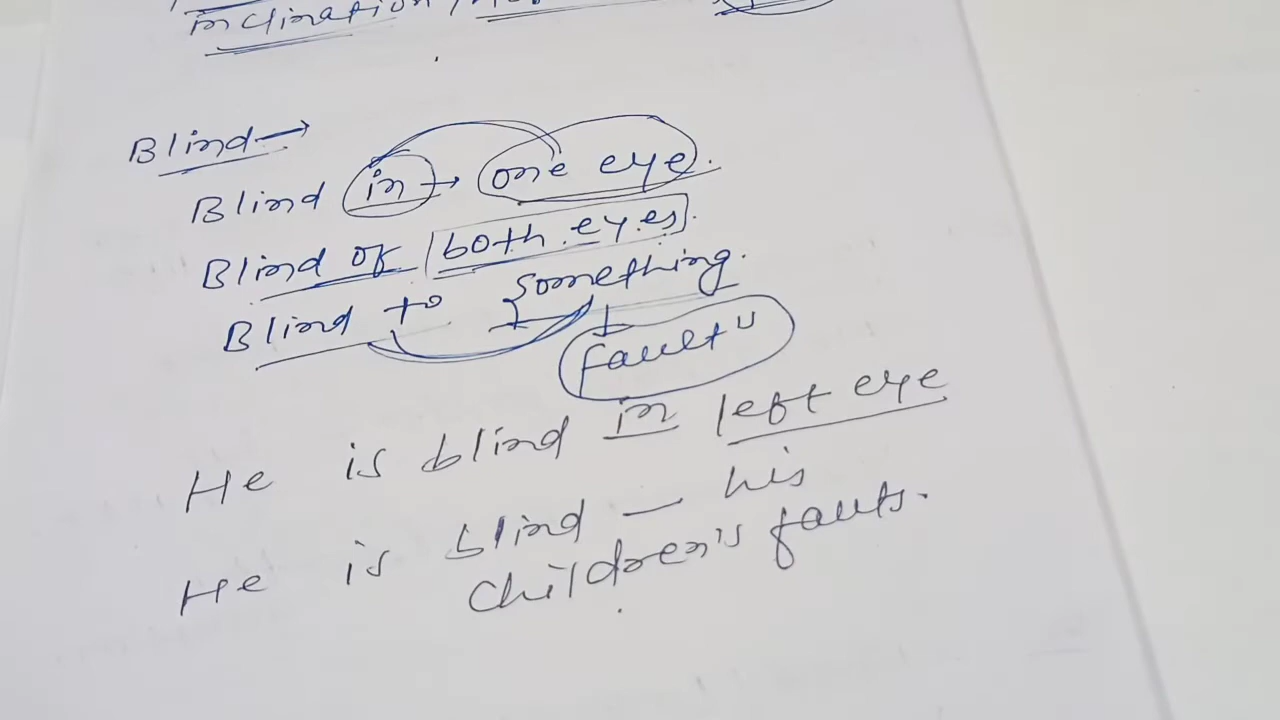 inclination /
Blind →
Blind in → one eye.
Blind of both eyes.
Blind to something.
fault"
He is blind in left eye
He is blind — his
children's faults.